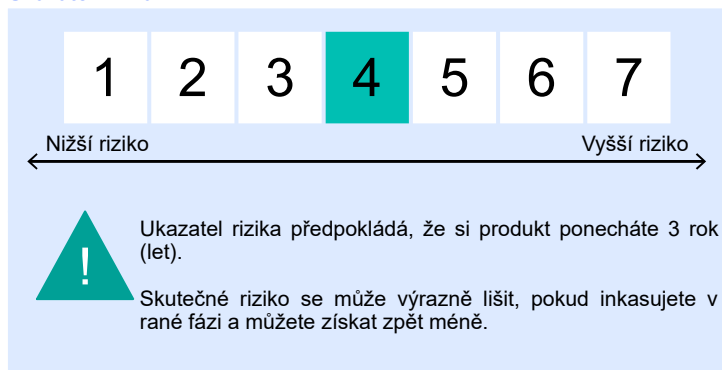 1 2 3 4 5 6 7
Nižší riziko Vyšší riziko
!
Ukazatel rizika předpokládá, že si produkt ponecháte 3 rok
(let).
Skutečné riziko se může výrazně lišit, pokud inkasujete v
rané fázi a můžete získat zpět méně.